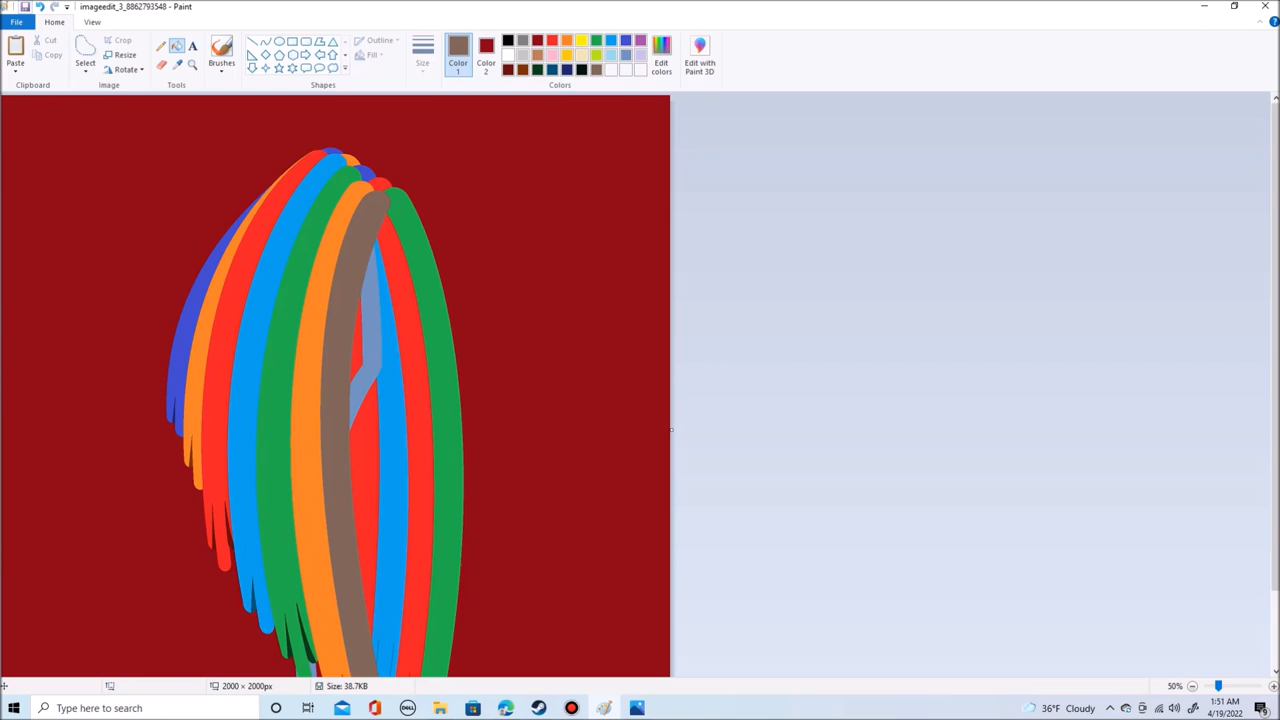 imageedit_3_8862793548 - Paint
File Home View
Paste Cut Copy
Select Crop Resize Rotate
A
Brushes
Outline Fill
Size
Color 1 Color 2
Edit colors
Edit with Paint 3D
Clipboard Image Tools Shapes Colors
2000 × 2000px Size: 38.7KB 50%
Type here to search DELL 36°F Cloudy 1:51 AM
4/19/2022